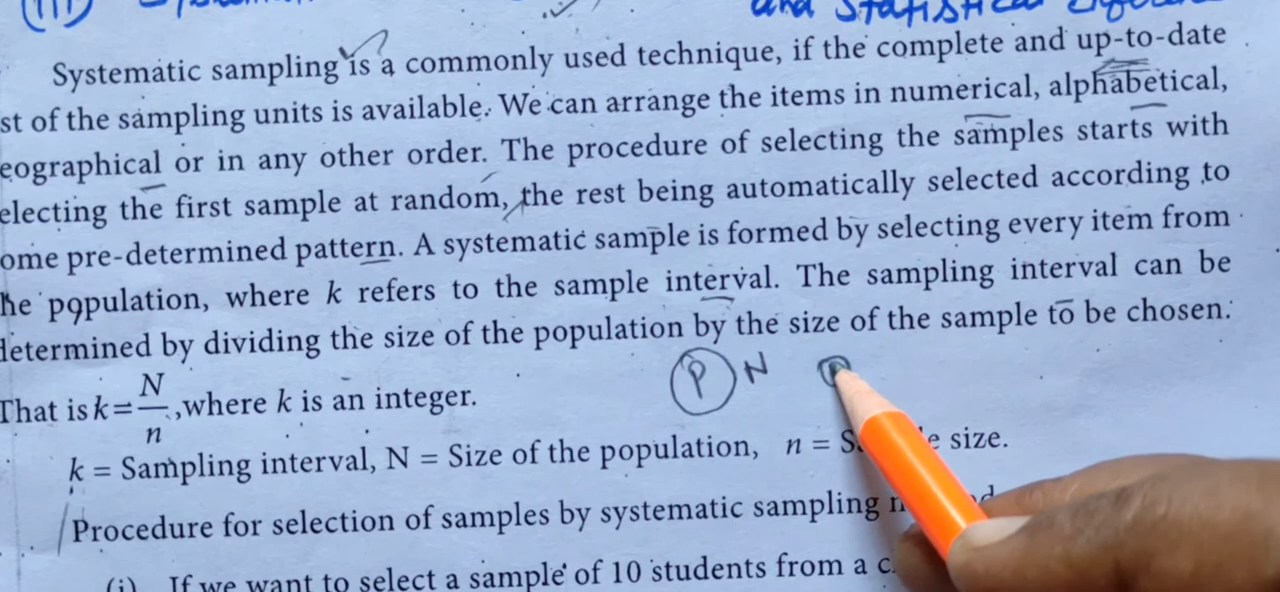 (iii)
and Statistical
Systematic sampling is a commonly used technique, if the complete and up-to-date
st of the sampling units is available. We can arrange the items in numerical, alphabetical,
eographical or in any other order. The procedure of selecting the samples starts with
electing the first sample at random, the rest being automatically selected according to
ome pre-determined pattern. A systematic sample is formed by selecting every item from
he population, where k refers to the sample interval. The sampling interval can be
determined by dividing the size of the population by the size of the sample to be chosen.
That is k = N/n, where k is an integer.
P N
k = Sampling interval, N = Size of the population, n = S e size.
Procedure for selection of samples by systematic sampling
(i) If we want to select a sample of 10 students from a c